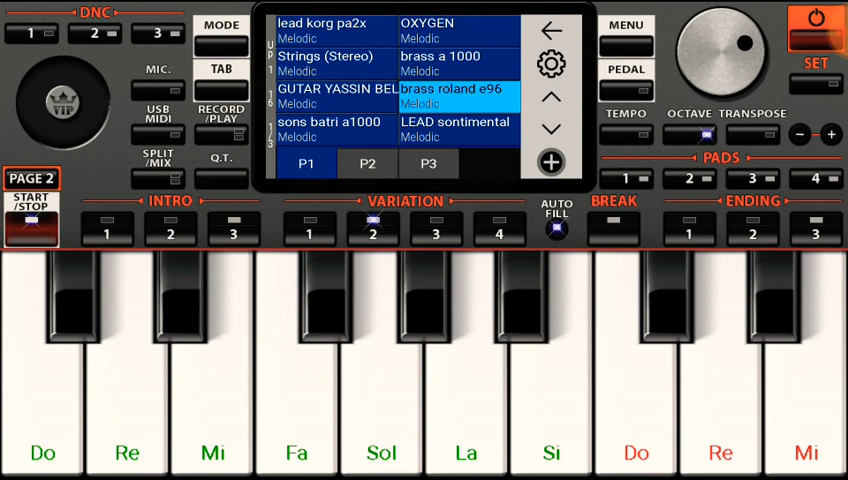 DNC
1
2
3
MODE
TAB
MIC.
USB
MIDI
RECORD
/PLAY
SPLIT
/MIX
Q.T.
VIP
PAGE 2
START
/STOP
lead korg pa2x
Melodic
OXYGEN
Melodic
Strings (Stereo)
Melodic
brass a 1000
Melodic
GUTAR YASSIN BEL
Melodic
brass roland e96
Melodic
sons batri a1000
Melodic
LEAD sontimental
Melodic
UP 1
16
1/3
P1
P2
P3
MENU
PEDAL
SET
TEMPO
OCTAVE
TRANSPOSE
PADS
1
2
3
4
INTRO
1
2
3
VARIATION
1
2
3
4
AUTO
FILL
BREAK
ENDING
1
2
3
Do Re Mi Fa Sol La Si Do Re Mi